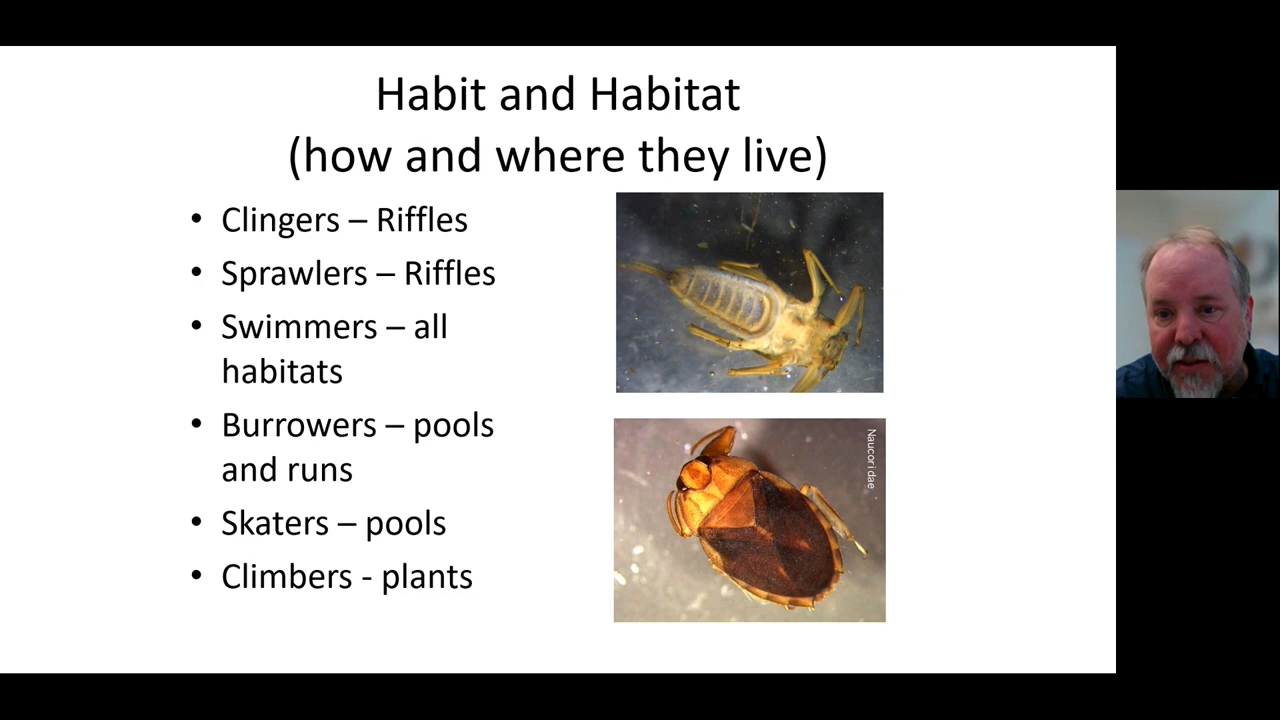 Habit and Habitat
(how and where they live)
• Clingers – Riffles
• Sprawlers – Riffles
• Swimmers – all
habitats
• Burrowers – pools
and runs
• Skaters – pools
• Climbers - plants
Naucoridae